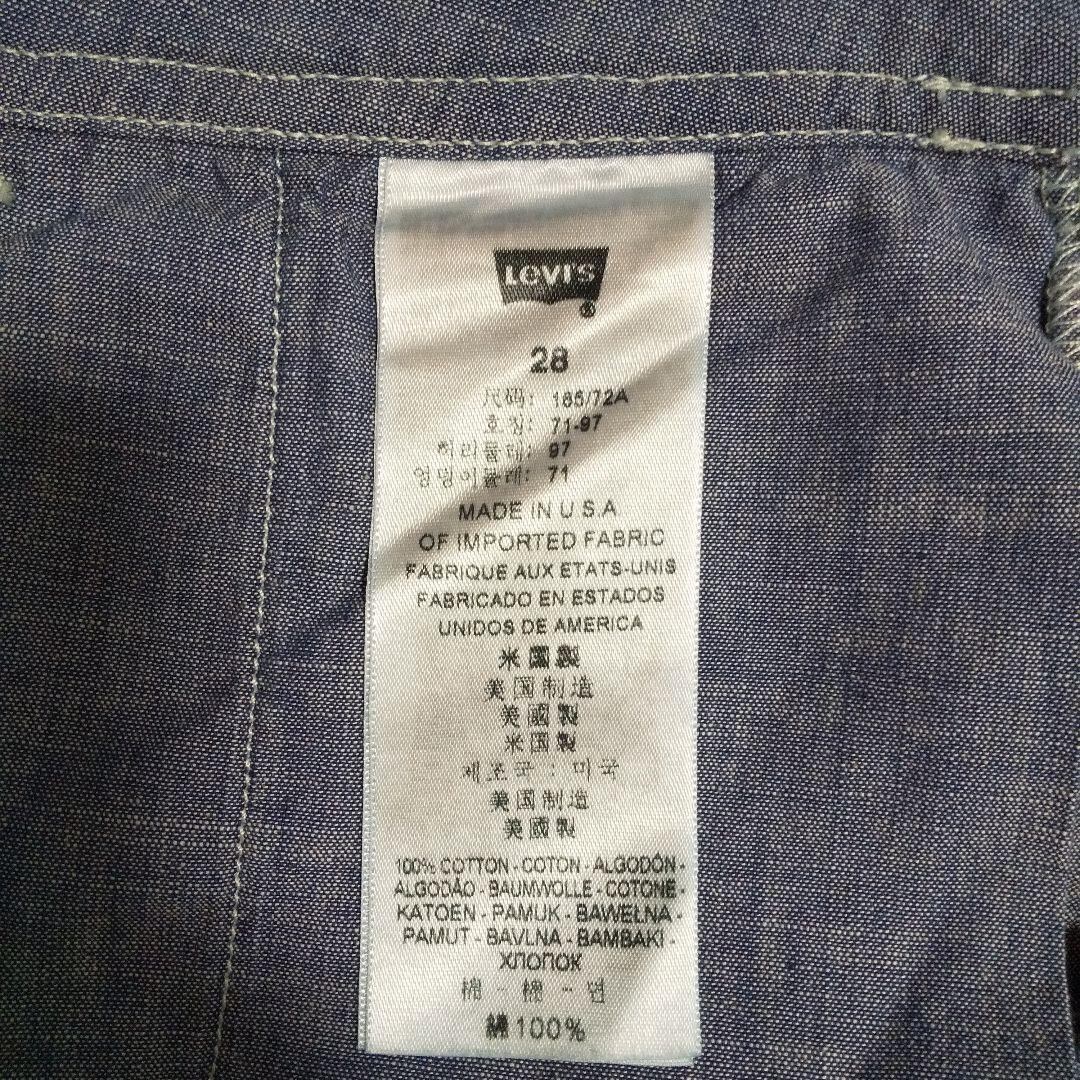 Levi's
®
28
尺码: 165/72A
호칭: 71-97
허리둘레: 97
엉덩이둘레: 71
MADE IN U.S.A
OF IMPORTED FABRIC
FABRIQUE AUX ETATS-UNIS
FABRICADO EN ESTADOS
UNIDOS DE AMERICA
米国製
美国制造
美國製
米国製
제조국 : 미국
美国制造
美國製
100% COTTON - COTON - ALGODÓN -
ALGODÃO - BAUMWOLLE - COTONE -
KATOEN - PAMUK - BAWEŁNA -
PAMUT - BAVLNA - BAMBAKI -
ХЛОПОК
棉 - 棉 - 면
綿100%